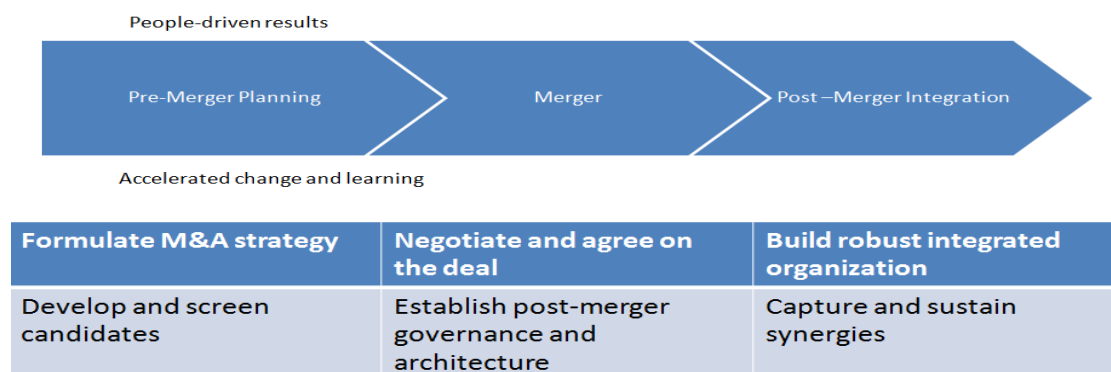 People-driven results
Pre-Merger Planning
Merger
Post –Merger Integration
Accelerated change and learning
Formulate M&A strategy
Negotiate and agree on
the deal
Build robust integrated
organization
Develop and screen
candidates
Establish post-merger
governance and
architecture
Capture and sustain
synergies